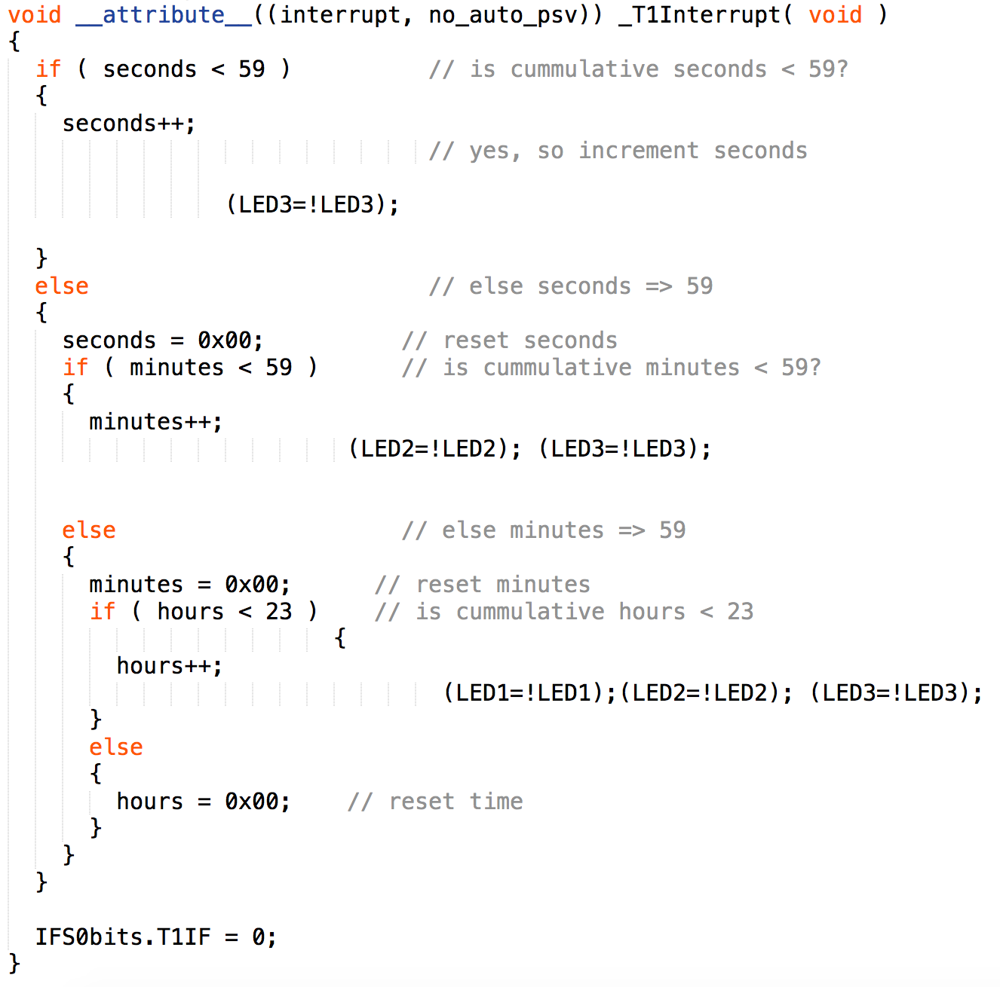 void __attribute__((interrupt, no_auto_psv)) _T1Interrupt( void )
{
  if ( seconds < 59 )          // is cummulative seconds < 59?
  {
    seconds++;
                               // yes, so increment seconds
                (LED3=!LED3);
  }
  else                         // else seconds => 59
  {
    seconds = 0x00;          // reset seconds
    if ( minutes < 59 )      // is cummulative minutes < 59?
    {
      minutes++;
                         (LED2=!LED2); (LED3=!LED3);
    else                     // else minutes => 59
    {
      minutes = 0x00;      // reset minutes
      if ( hours < 23 )    // is cummulative hours < 23
                        {
        hours++;
                                (LED1=!LED1);(LED2=!LED2); (LED3=!LED3);
      }
      else
      {
        hours = 0x00;    // reset time
      }
    }
  }
  IFS0bits.T1IF = 0;
}